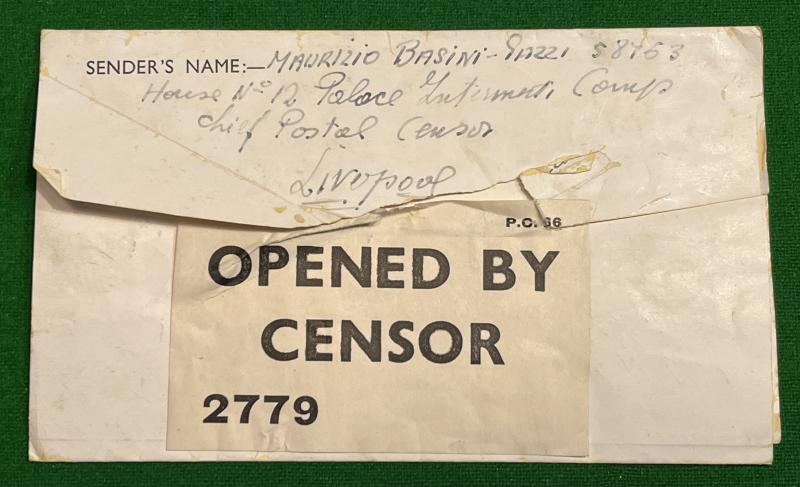 SENDER'S NAME:— MAURIZIO BASINI-GAZZI 58763
House Nº 12 Palace Internment Camp
Chief Postal Censor
Liverpool
P.C. 66
OPENED BY
CENSOR
2779